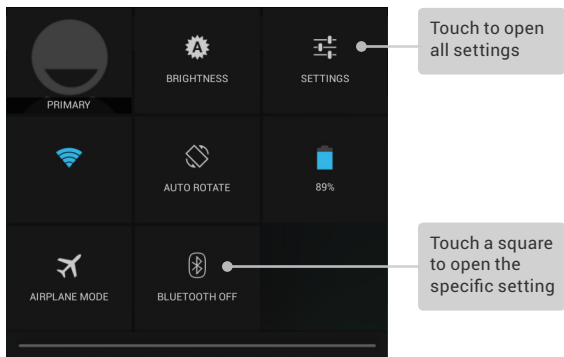 Touch to open
all settings
A
BRIGHTNESS
SETTINGS
PRIMARY
AUTO ROTATE
89%
Touch a square
to open the
specific setting
AIRPLANE MODE
BLUETOOTH OFF